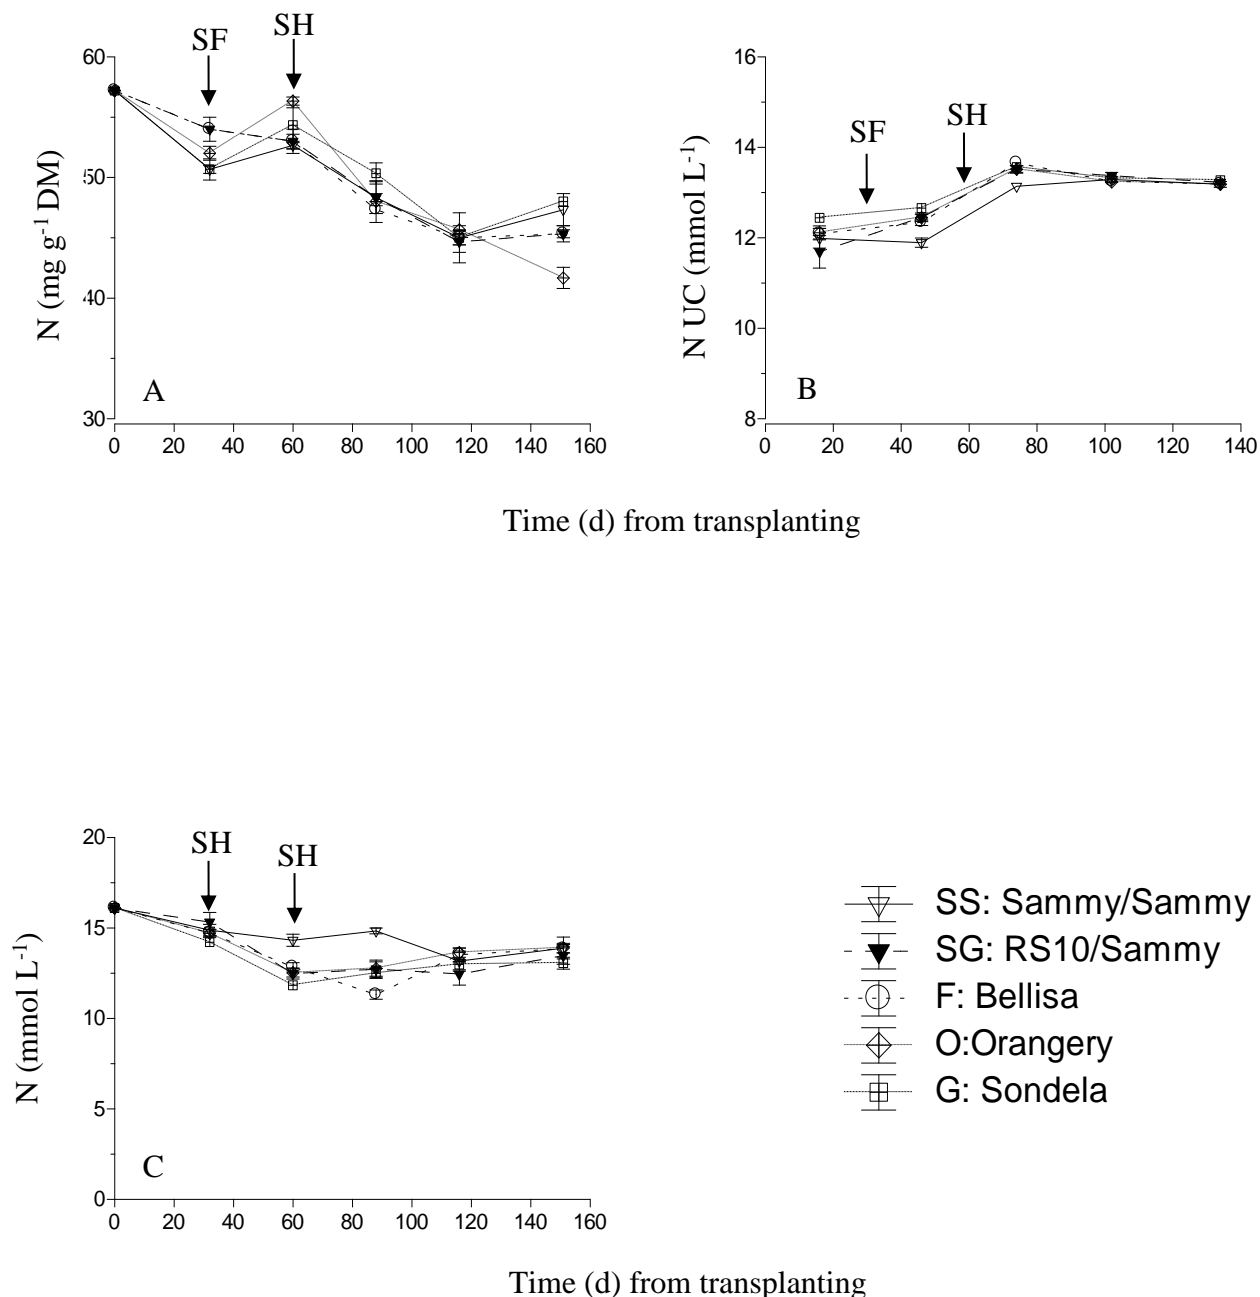 SF
SH
60
50
40
30
N (mg g-1 DM)
A
0 20 40 60 80 100 120 140 160
SF
SH
16
14
12
10
8
N UC (mmol L-1)
B
0 20 40 60 80 100 120 140
Time (d) from transplanting
SH
SH
20
15
10
5
0
N (mmol L-1)
C
0 20 40 60 80 100 120 140 160
Time (d) from transplanting
SS: Sammy/Sammy
SG: RS10/Sammy
F: Bellisa
O:Orangery
G: Sondela